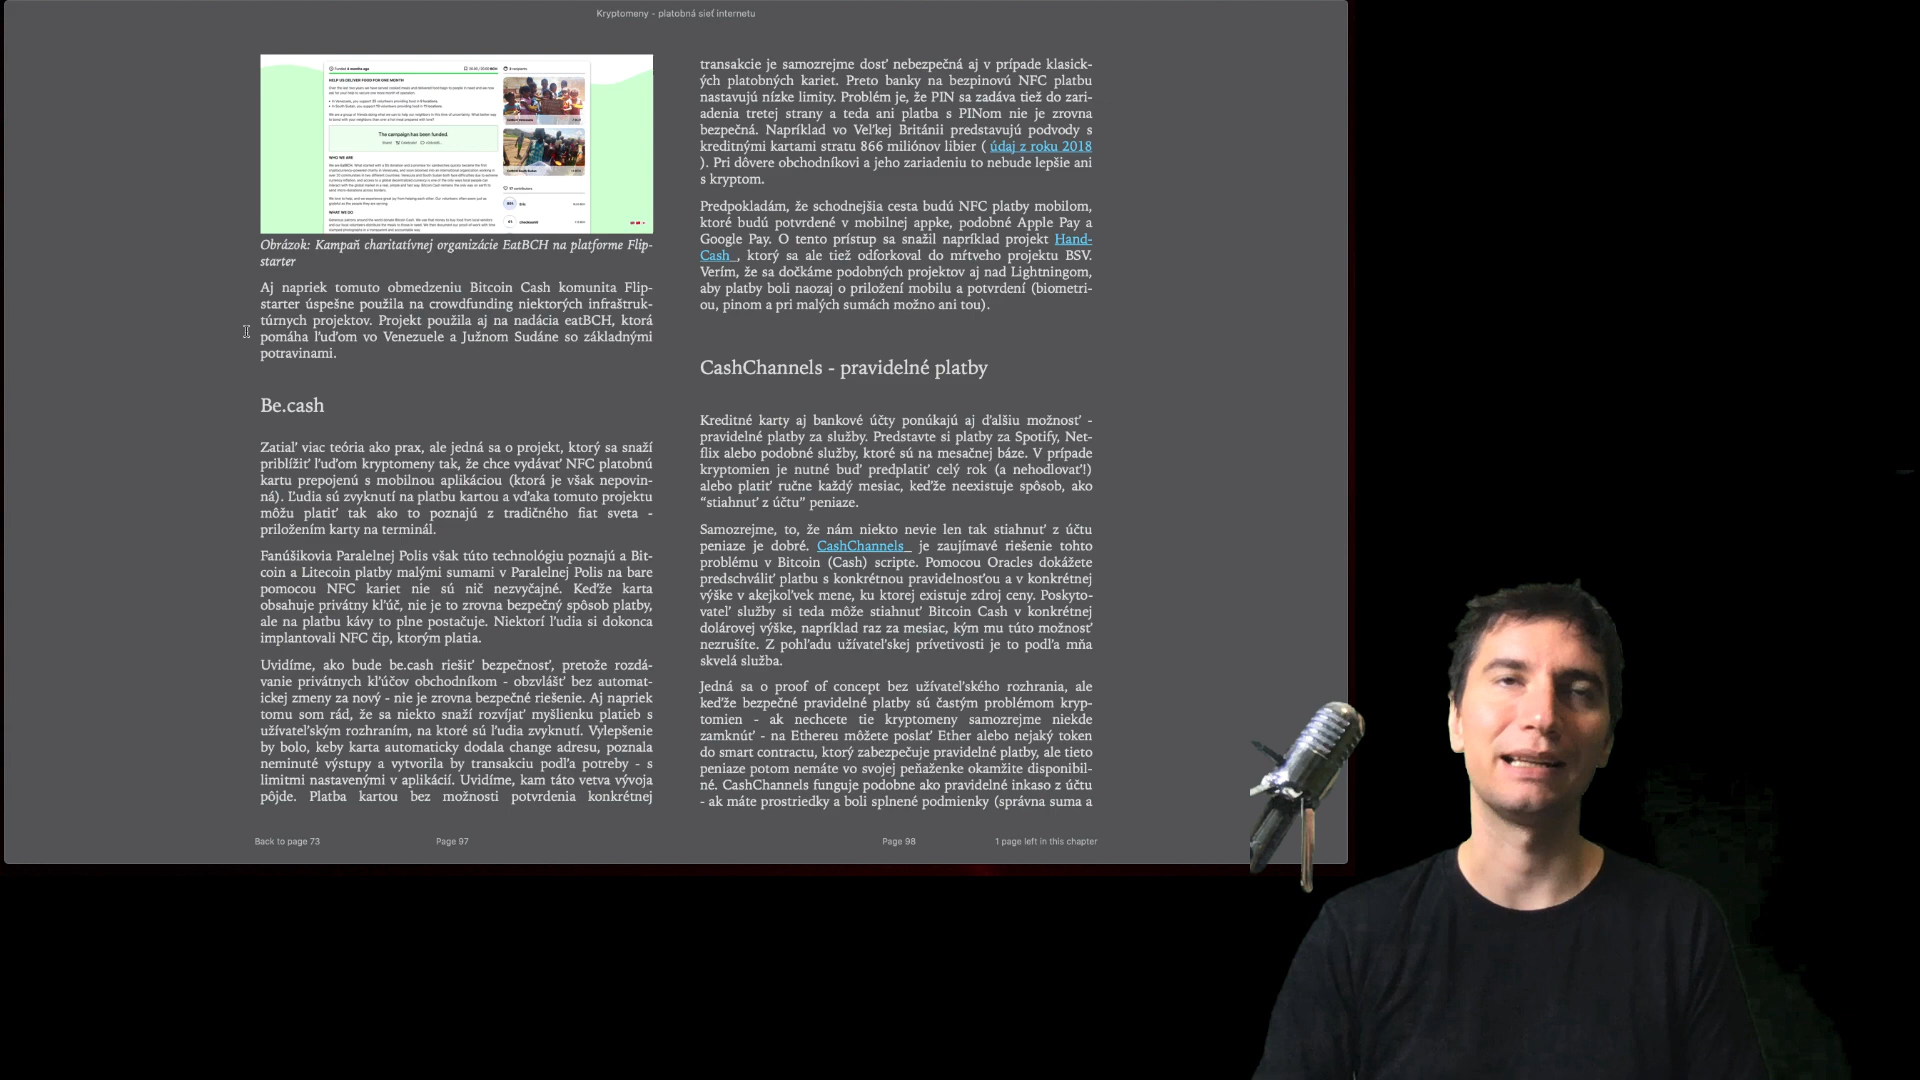 Kryptomeny - platobná sieť internetu
HELP US DELIVER FOOD FOR ONE MONTH
The campaign has been funded.
WHO WE ARE
WHAT WE DO
Obrázok: Kampaň charitatívnej organizácie EatBCH na platforme Flip-
starter
Aj napriek tomuto obmedzeniu Bitcoin Cash komunita Flip-
starter úspešne použila na crowdfunding niektorých infraštruk-
túrnych projektov. Projekt použila aj na nadácia eatBCH, ktorá
pomáha ľuďom vo Venezuele a Južnom Sudáne so základnými
potravinami.
Be.cash
Zatiaľ viac teória ako prax, ale jedná sa o projekt, ktorý sa snaží
priblížiť ľuďom kryptomeny tak, že chce vydávať NFC platobnú
kartu prepojenú s mobilnou aplikáciou (ktorá je však nepovin-
ná). Ľudia sú zvyknutí na platbu kartou a vďaka tomuto projektu
môžu platiť tak ako to poznajú z tradičného fiat sveta -
priložením karty na terminál.
Fanúšikovia Paralelnej Polis však túto technológiu poznajú a Bit-
coin a Litecoin platby malými sumami v Paralelnej Polis na bare
pomocou NFC kariet nie sú nič nezvyčajné. Keďže karta
obsahuje privátny kľúč, nie je to zrovna bezpečný spôsob platby,
ale na platbu kávy to plne postačuje. Niektorí ľudia si dokonca
implantovali NFC čip, ktorým platia.
Uvidíme, ako bude be.cash riešiť bezpečnosť, pretože rozdá-
vanie privátnych kľúčov obchodníkom - obzvlášť bez automat-
ickej zmeny za nový - nie je zrovna bezpečné riešenie. Aj napriek
tomu som rád, že sa niekto snaží rozvíjať myšlienku platieb s
užívateľským rozhraním, na ktoré sú ľudia zvyknutí. Vylepšenie
by bolo, keby karta automaticky dodala change adresu, poznala
neminuté výstupy a vytvorila by transakciu podľa potreby - s
limitmi nastavenými v aplikácií. Uvidíme, kam táto vetva vývoja
pôjde. Platba kartou bez možnosti potvrdenia konkrétnej
Back to page 73
Page 97
transakcie je samozrejme dosť nebezpečná aj v prípade klasick-
ých platobných kariet. Preto banky na bezpinovú NFC platbu
nastavujú nízke limity. Problém je, že PIN sa zadáva tiež do zari-
adenia tretej strany a teda ani platba s PINom nie je zrovna
bezpečná. Napríklad vo Veľkej Británii predstavujú podvody s
kreditnými kartami stratu 866 miliónov libier ( údaj z roku 2018
). Pri dôvere obchodníkovi a jeho zariadeniu to nebude lepšie ani
s kryptom.
Predpokladám, že schodnejšia cesta budú NFC platby mobilom,
ktoré budú potvrdené v mobilnej appke, podobné Apple Pay a
Google Pay. O tento prístup sa snažil napríklad projekt Hand-
Cash , ktorý sa ale tiež odforkoval do mŕtveho projektu BSV.
Verím, že sa dočkáme podobných projektov aj nad Lightningom,
aby platby boli naozaj o priložení mobilu a potvrdení (biometri-
ou, pinom a pri malých sumách možno ani tou).
CashChannels - pravidelné platby
Kreditné karty aj bankové účty ponúkajú aj ďalšiu možnosť -
pravidelné platby za služby. Predstavte si platby za Spotify, Net-
flix alebo podobné služby, ktoré sú na mesačnej báze. V prípade
kryptomien je nutné buď predplatiť celý rok (a nehodlovať!)
alebo platiť ručne každý mesiac, keďže neexistuje spôsob, ako
“stiahnuť z účtu” peniaze.
Samozrejme, to, že nám niekto nevie len tak stiahnuť z účtu
peniaze je dobré. CashChannels je zaujímavé riešenie tohto
problému v Bitcoin (Cash) scripte. Pomocou Oracles dokážete
predschváliť platbu s konkrétnou pravidelnosťou a v konkrétnej
výške v akejkoľvek mene, ku ktorej existuje zdroj ceny. Poskyto-
vateľ služby si teda môže stiahnuť Bitcoin Cash v konkrétnej
dolárovej výške, napríklad raz za mesiac, kým mu túto možnosť
nezrušíte. Z pohľadu užívateľskej prívetivosti je to podľa mňa
skvelá služba.
Jedná sa o proof of concept bez užívateľského rozhrania, ale
keďže bezpečné pravidelné platby sú častým problémom kryp-
tomien - ak nechcete tie kryptomeny samozrejme niekde
zamknúť - na Ethereu môžete poslať Ether alebo nejaký token
do smart contractu, ktorý zabezpečuje pravidelné platby, ale tieto
peniaze potom nemáte vo svojej peňaženke okamžite disponibil-
né. CashChannels funguje podobne ako pravidelné inkaso z účtu
- ak máte prostriedky a boli splnené podmienky (správna suma a
Page 98
1 page left in this chapter